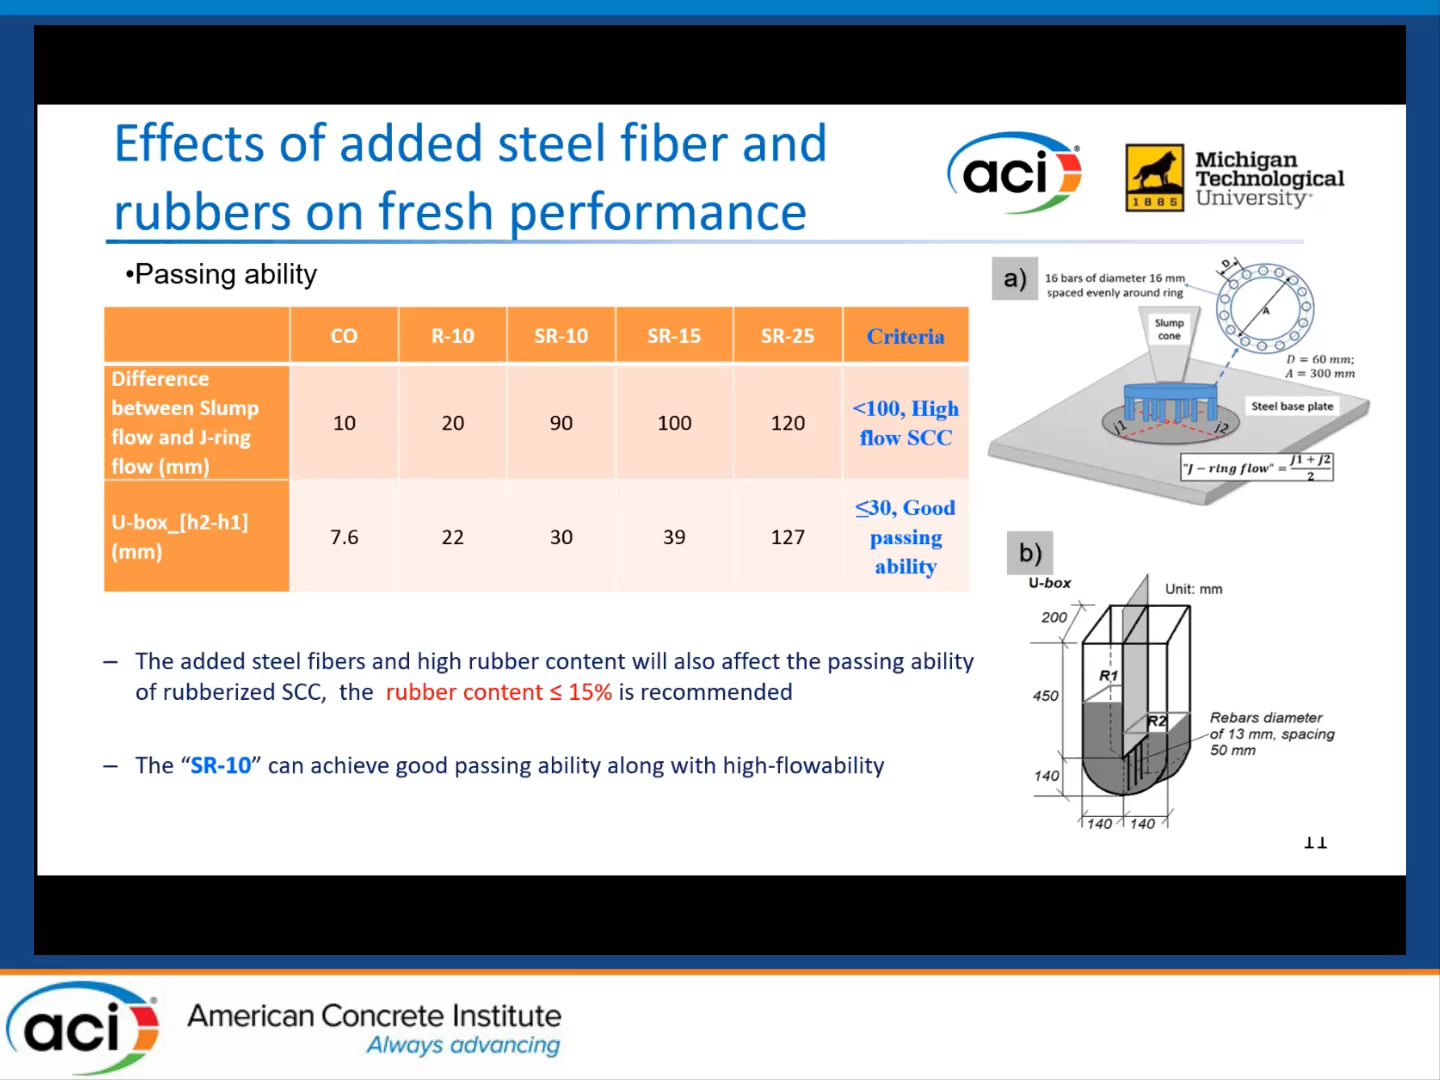 Effects of added steel fiber and
rubbers on fresh performance
aci®
1885
Michigan
Technological
University
•Passing ability
CO R-10 SR-10 SR-15 SR-25 Criteria
Difference
between Slump
flow and J-ring
flow (mm)
10 20 90 100 120
<100, High
flow SCC
U-box_[h2-h1]
(mm)
7.6 22 30 39 127
≤30, Good
passing
ability
– The added steel fibers and high rubber content will also affect the passing ability
of rubberized SCC, the rubber content ≤ 15% is recommended
– The “SR-10” can achieve good passing ability along with high-flowability
a)
16 bars of diameter 16 mm
spaced evenly around ring
D
A
Slump
cone
D = 60 mm;
A = 300 mm
Steel base plate
j1
j2
"J − ring flow" = j1 + j2
2
b)
U-box
Unit: mm
200
R1
450
R2
Rebars diameter
of 13 mm, spacing
50 mm
140
140 140
11
aci®
American Concrete Institute
Always advancing